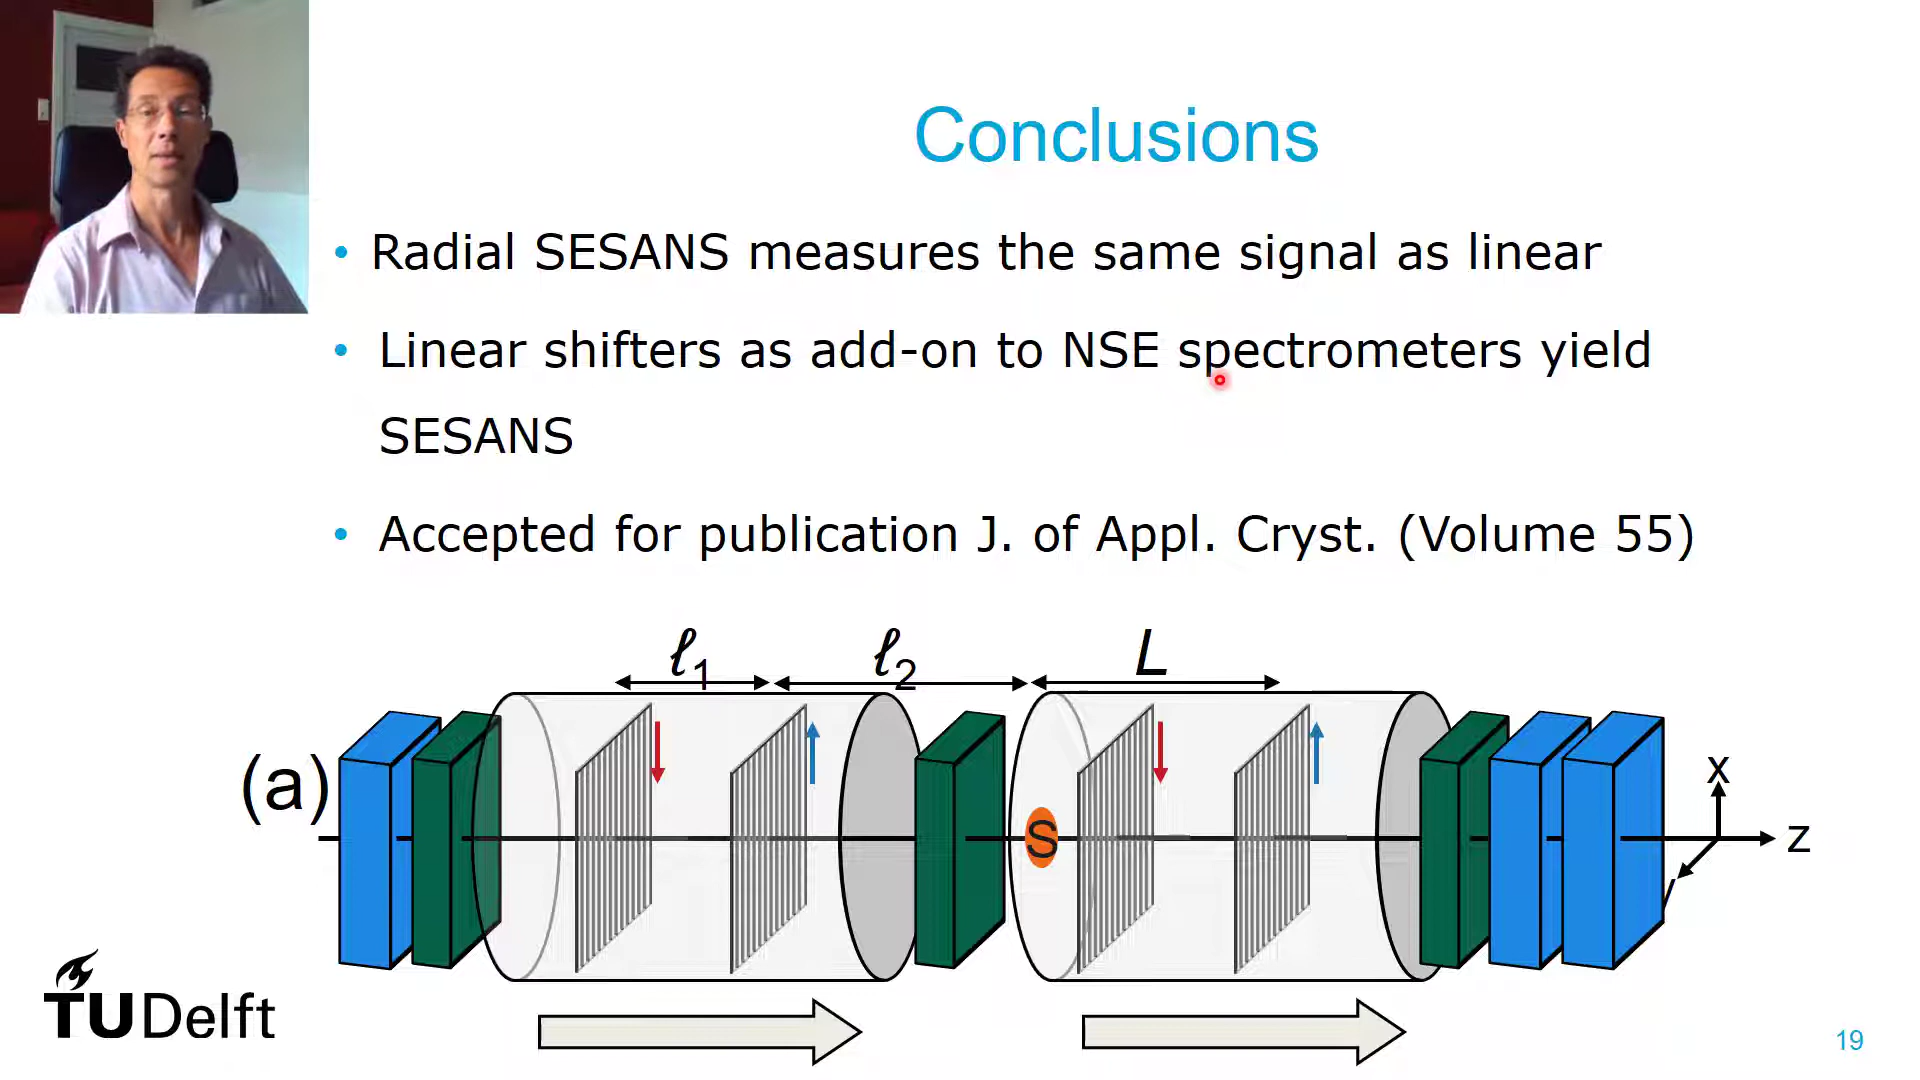 Conclusions
• Radial SESANS measures the same signal as linear
• Linear shifters as add-on to NSE spectrometers yield
SESANS
• Accepted for publication J. of Appl. Cryst. (Volume 55)
ℓ1 ℓ2 L
(a)
S
x
z
TUDelft
19